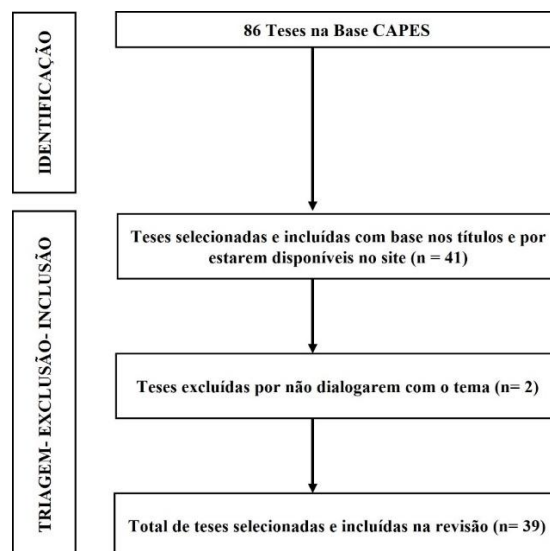 IDENTIFICAÇÃO
86 Teses na Base CAPES
TRIAGEM- EXCLUSÃO- INCLUSÃO
Teses selecionadas e incluídas com base nos títulos e por
estarem disponíveis no site (n = 41)
Teses excluídas por não dialogarem com o tema (n= 2)
Total de teses selecionadas e incluídas na revisão (n= 39)